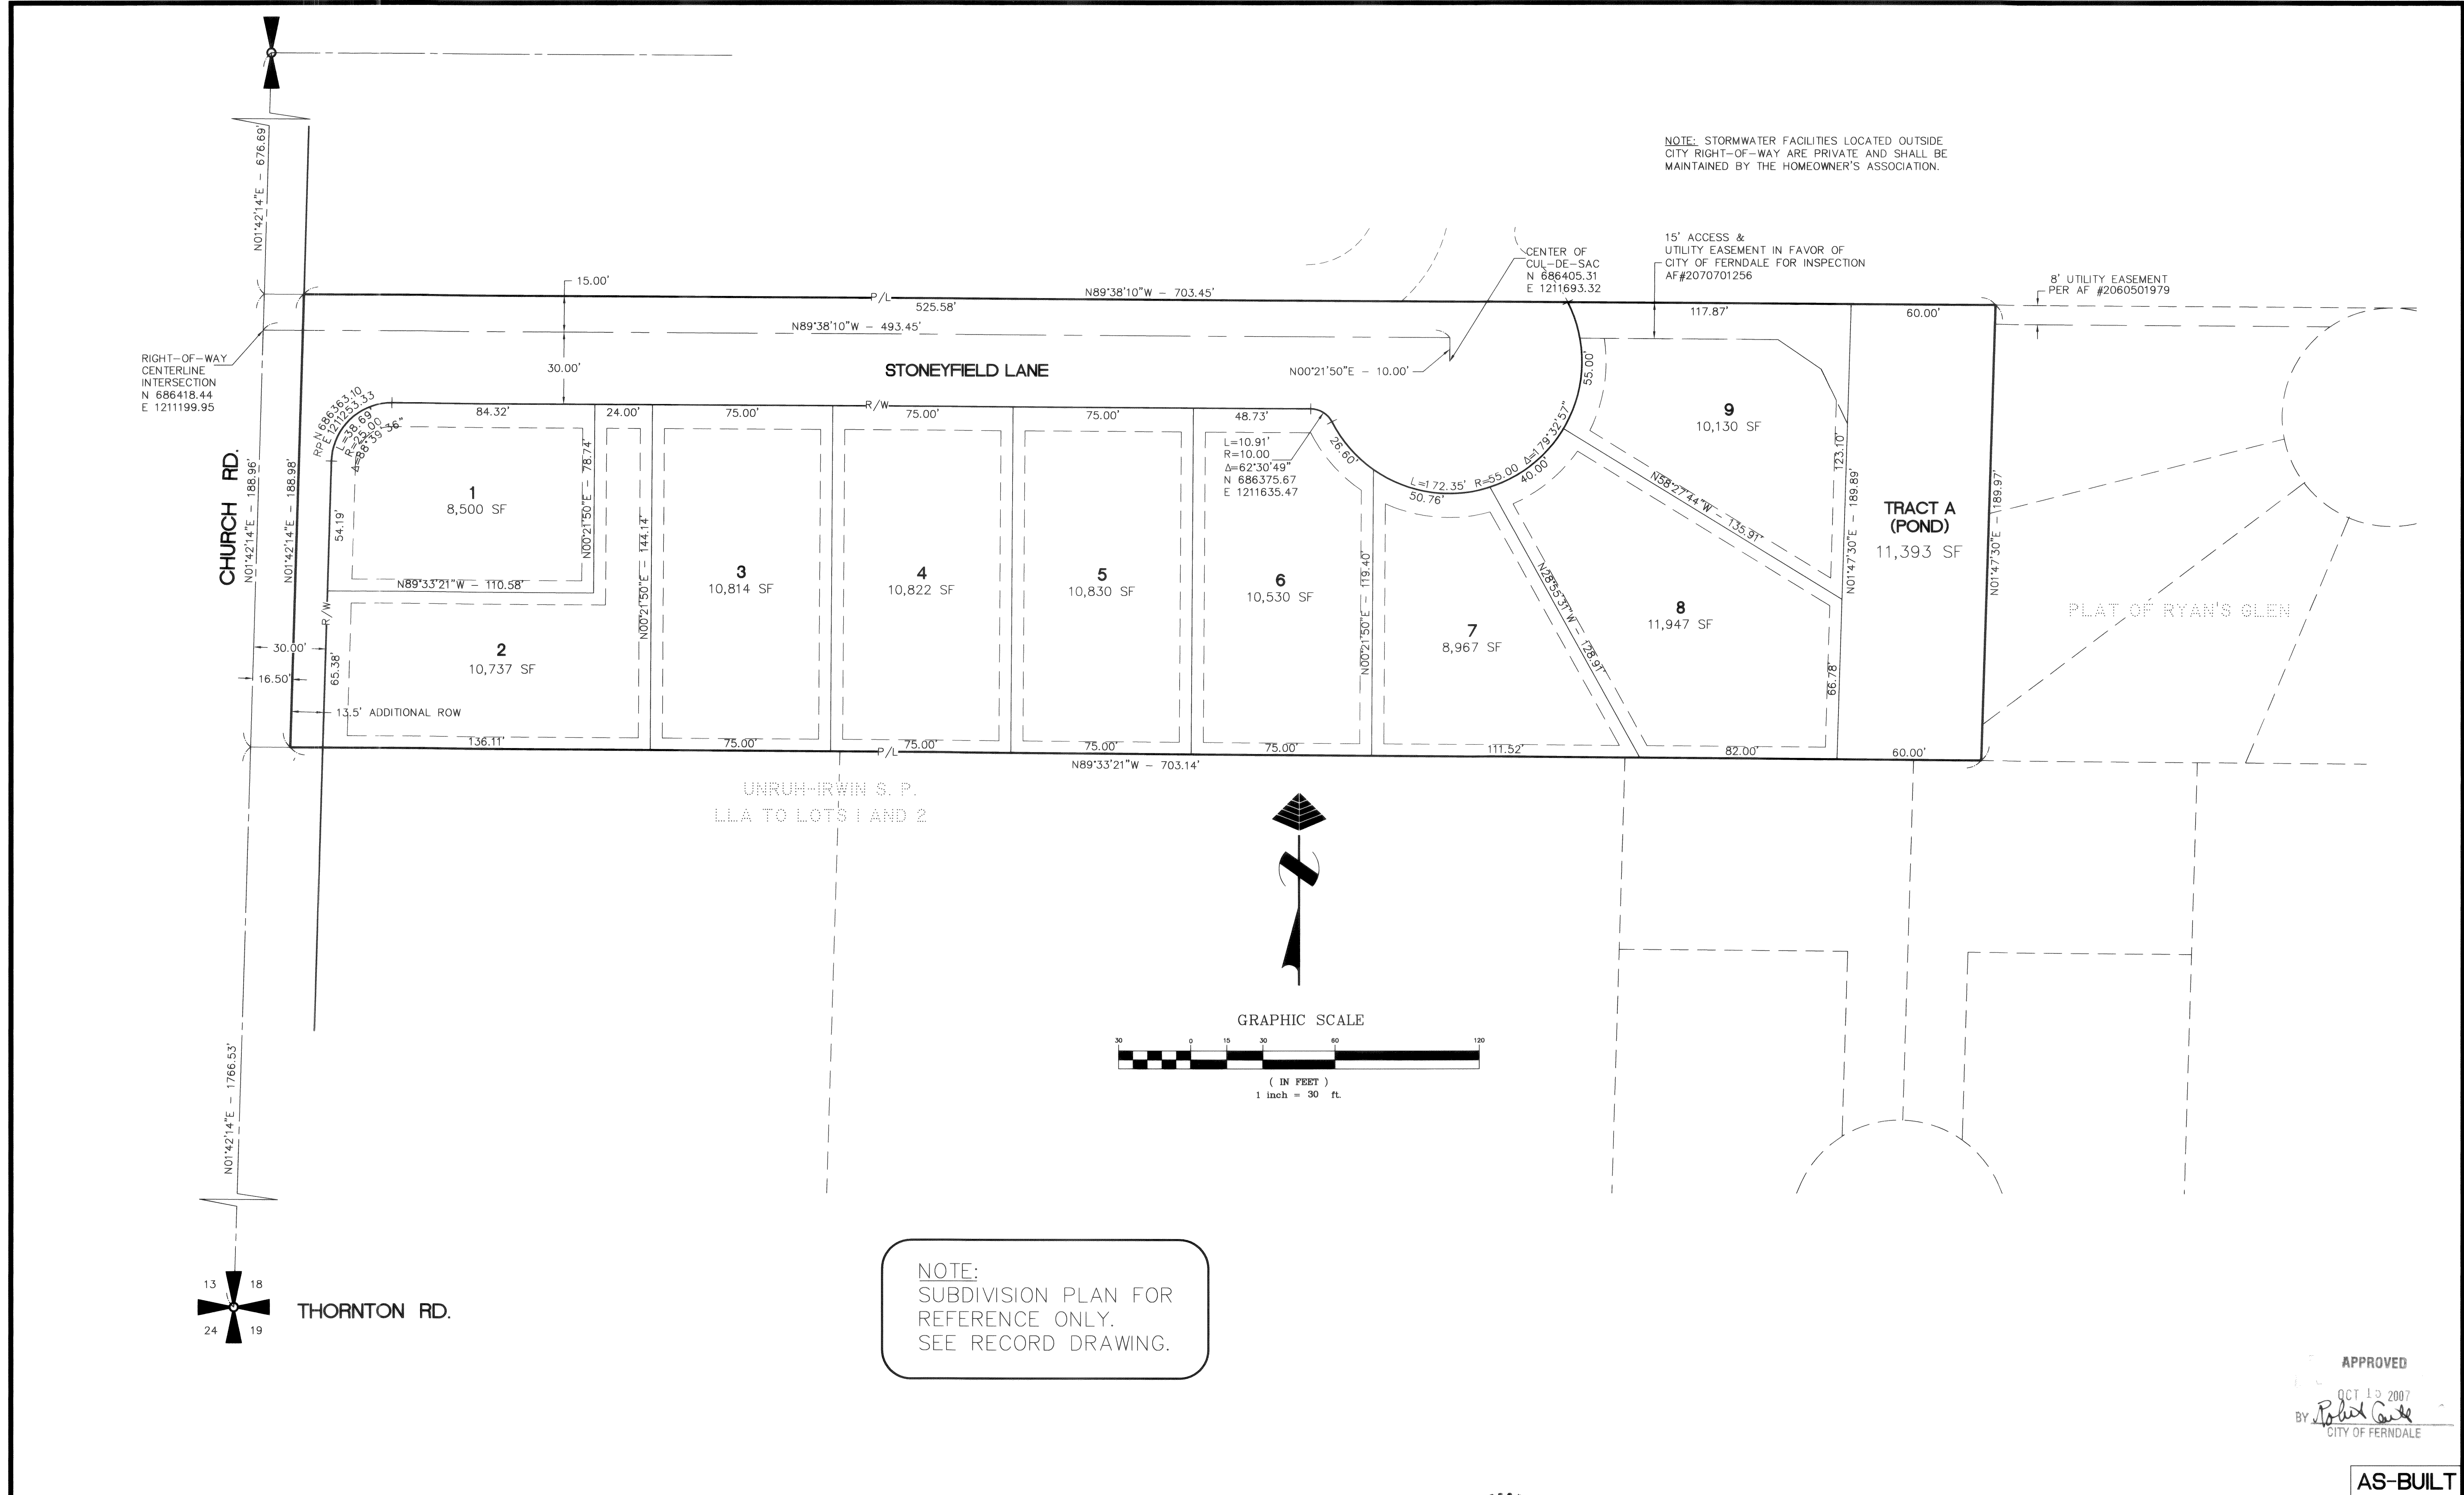 NOTE: STORMWATER FACILITIES LOCATED OUTSIDE
CITY RIGHT-OF-WAY ARE PRIVATE AND SHALL BE
MAINTAINED BY THE HOMEOWNER'S ASSOCIATION.
N01°42'14"E - 676.69'
15.00'
P/L
525.58'
N89°38'10"W - 703.45'
N89°38'10"W - 493.45'
CENTER OF
CUL-DE-SAC
N 686405.31
E 1211693.32
15' ACCESS &
UTILITY EASEMENT IN FAVOR OF
CITY OF FERNDALE FOR INSPECTION
AF#2070701256
8' UTILITY EASEMENT
PER AF #2060501979
117.87'
60.00'
RIGHT-OF-WAY
CENTERLINE
INTERSECTION
N 686418.44
E 1211199.95
30.00'
STONEYFIELD LANE
N00°21'50"E - 10.00'
55.00'
RP N 686363.10
E 1211253.33
L=38.69'
R=25.00
Δ=88°39'36"
84.32'
24.00'
75.00'
R/W
75.00'
75.00'
48.73'
L=10.91'
R=10.00
Δ=62°30'49"
N 686375.67
E 1211635.47
26.60'
L=172.35' R=55.00 Δ=179°32'57"
50.76'
40.00'
CHURCH RD.
N01°42'14"E - 188.96'
N01°42'14"E - 188.98'
54.19'
1
8,500 SF
N00°21'50"E - 78.74'
N89°33'21"W - 110.58'
N00°21'50"E - 144.14'
2
10,737 SF
3
10,814 SF
4
10,822 SF
5
10,830 SF
6
10,530 SF
N00°21'50"E - 119.40'
7
8,967 SF
N28°55'31"W - 128.91'
8
11,947 SF
N58°27'44"W - 135.91'
9
10,130 SF
123.10'
66.78'
N01°47'30"E - 189.89'
TRACT A
(POND)
11,393 SF
N01°47'30"E - 189.97'
PLAT OF RYAN'S GLEN
R/W
30.00'
16.50'
65.38'
13.5' ADDITIONAL ROW
136.11'
75.00'
P/L
75.00'
75.00'
75.00'
111.52'
82.00'
60.00'
N89°33'21"W - 703.14'
UNRUH-IRWIN S. P.
LLA TO LOTS 1 AND 2
GRAPHIC SCALE
30 0 15 30 60 120
( IN FEET )
1 inch = 30 ft.
N01°42'14"E - 1766.53'
13 18
24 19
THORNTON RD.
NOTE:
SUBDIVISION PLAN FOR
REFERENCE ONLY.
SEE RECORD DRAWING.
APPROVED
OCT 2007
BY
CITY OF FERNDALE
AS-BUILT